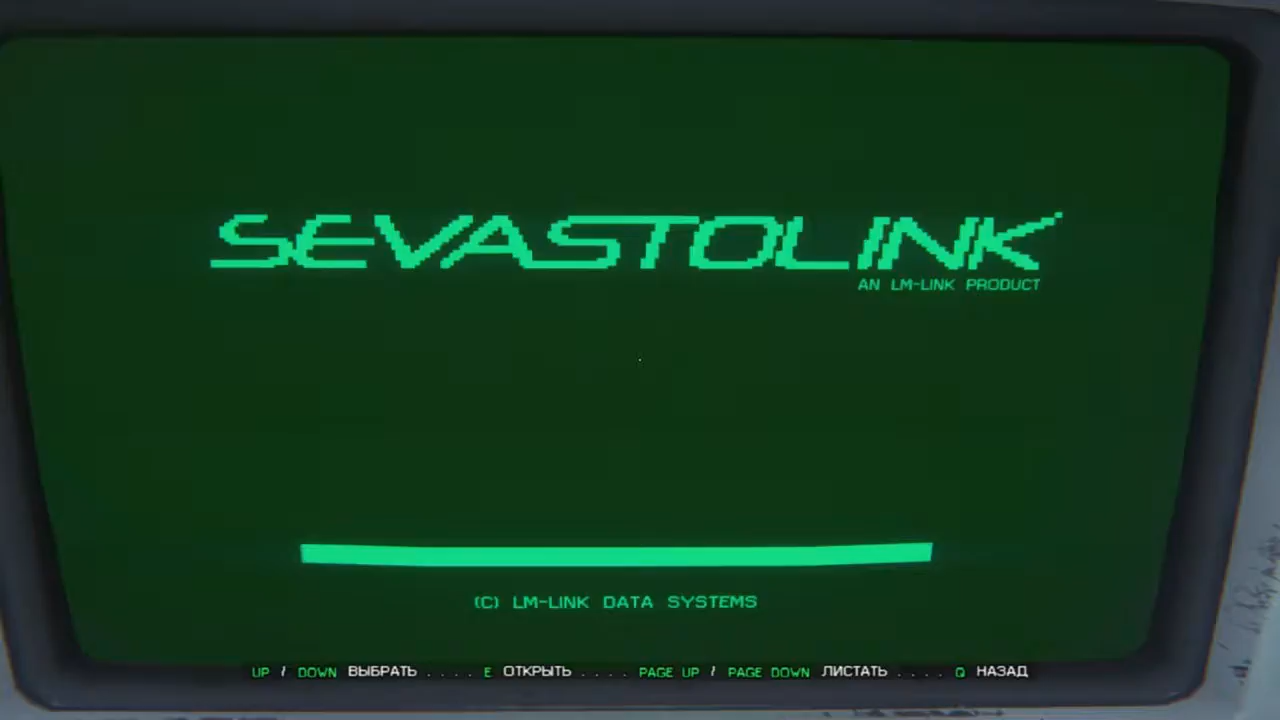 SEVASTOLINK
AN LM-LINK PRODUCT
(C) LM-LINK DATA SYSTEMS
UP / DOWN ВЫБРАТЬ .... E ОТКРЫТЬ .... PAGE UP / PAGE DOWN ЛИСТАТЬ .... Q НАЗАД